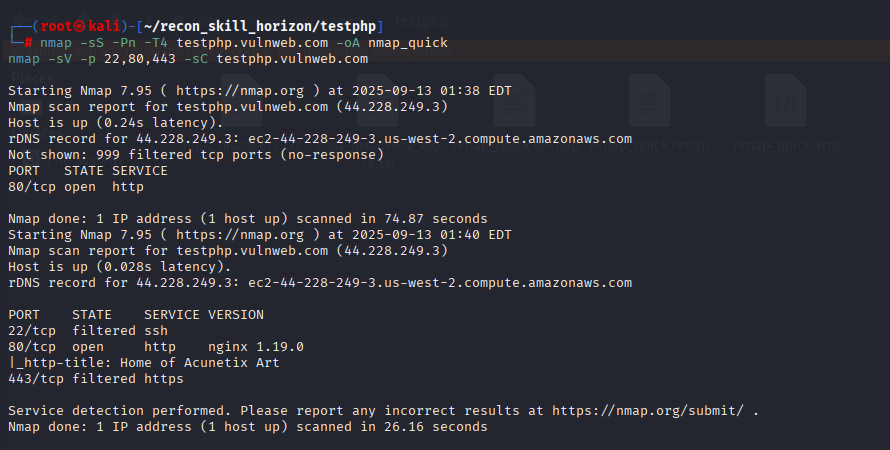 ┌──(root㉿kali)-[~/recon_skill_horizon/testphp]
└─# nmap -sS -Pn -T4 testphp.vulnweb.com -oA nmap_quick
nmap -sV -p 22,80,443 -sC testphp.vulnweb.com
Starting Nmap 7.95 ( https://nmap.org ) at 2025-09-13 01:38 EDT
Nmap scan report for testphp.vulnweb.com (44.228.249.3)
Host is up (0.24s latency).
rDNS record for 44.228.249.3: ec2-44-228-249-3.us-west-2.compute.amazonaws.com
Not shown: 999 filtered tcp ports (no-response)
PORT   STATE SERVICE
80/tcp open  http
Nmap done: 1 IP address (1 host up) scanned in 74.87 seconds
Starting Nmap 7.95 ( https://nmap.org ) at 2025-09-13 01:40 EDT
Nmap scan report for testphp.vulnweb.com (44.228.249.3)
Host is up (0.028s latency).
rDNS record for 44.228.249.3: ec2-44-228-249-3.us-west-2.compute.amazonaws.com
PORT    STATE    SERVICE VERSION
22/tcp  filtered ssh
80/tcp  open     http    nginx 1.19.0
|_http-title: Home of Acunetix Art
443/tcp filtered https
Service detection performed. Please report any incorrect results at https://nmap.org/submit/ .
Nmap done: 1 IP address (1 host up) scanned in 26.16 seconds